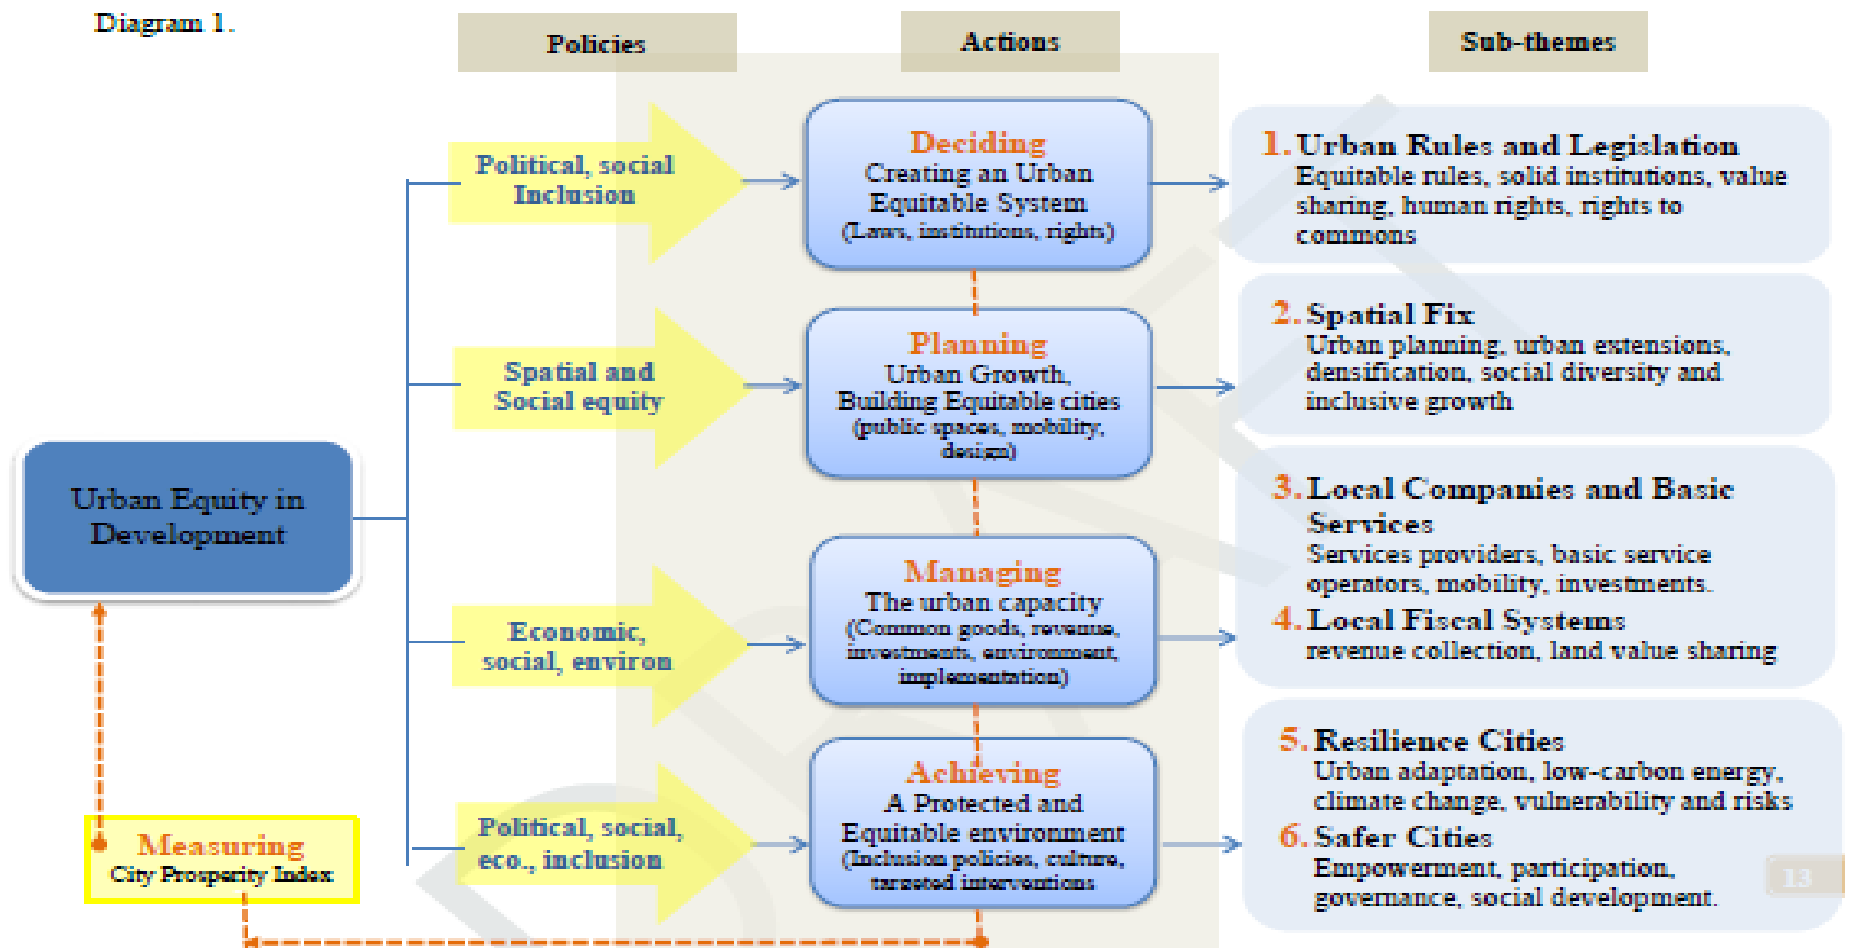 Diagram 1.
Policies
Actions
Sub-themes
Political, social
Inclusion
Deciding
Creating an Urban
Equitable System
(Laws, institutions, rights)
1. Urban Rules and Legislation
Equitable rules, solid institutions, value
sharing, human rights, rights to
commons
Spatial and
Social equity
Planning
Urban Growth,
Building Equitable cities
(public spaces, mobility,
design)
2. Spatial Fix
Urban planning, urban extensions,
densification, social diversity and
inclusive growth
Urban Equity in
Development
Economic,
social, environ
Managing
The urban capacity
(Common goods, revenue,
investments, environment,
implementation)
3. Local Companies and Basic
Services
Services providers, basic service
operators, mobility, investments.
4. Local Fiscal Systems
revenue collection, land value sharing
Political, social,
eco., inclusion
Achieving
A Protected and
Equitable environment
(Inclusion policies, culture,
targeted interventions
5. Resilience Cities
Urban adaptation, low-carbon energy,
climate change, vulnerability and risks
6. Safer Cities
Empowerment, participation,
governance, social development.
Measuring
City Prosperity Index
13